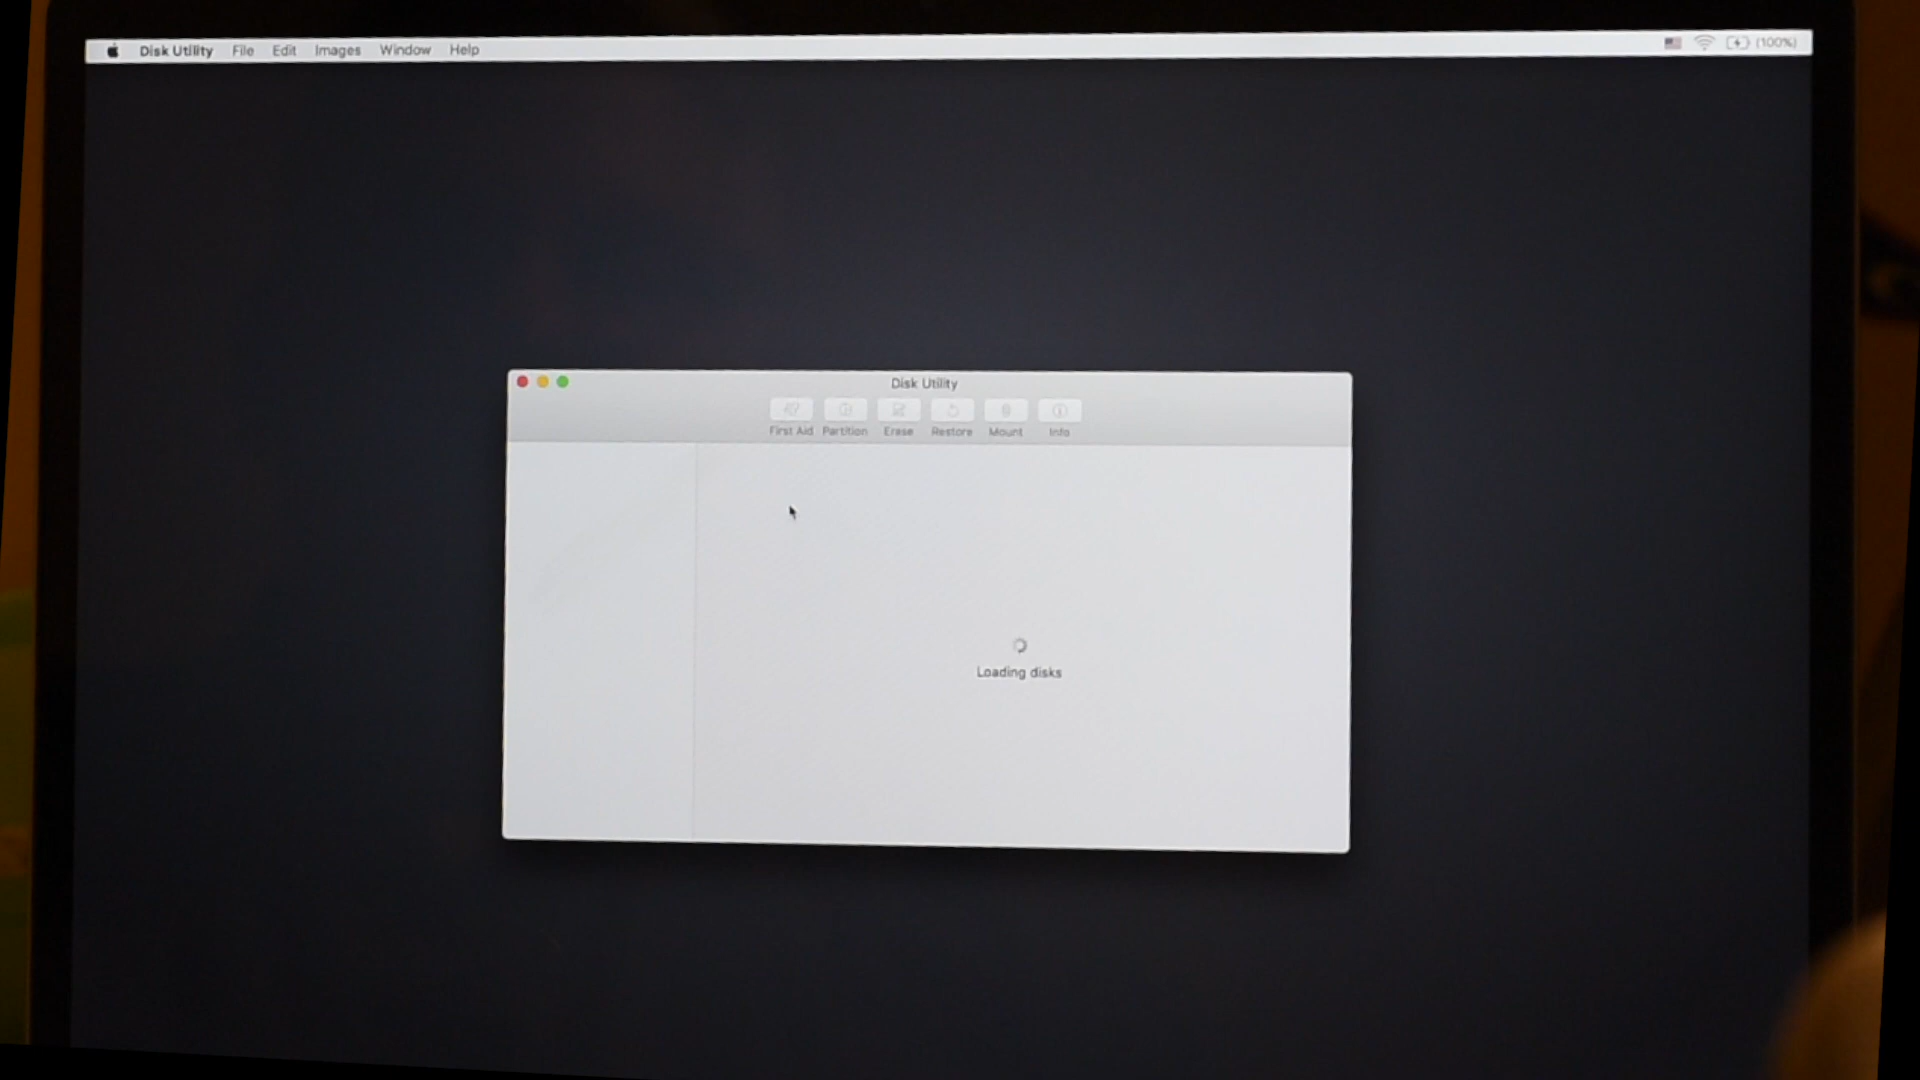 Disk Utility File Edit Images Window Help (100%)
Disk Utility
First Aid Partition Erase Restore Mount Info
Loading disks